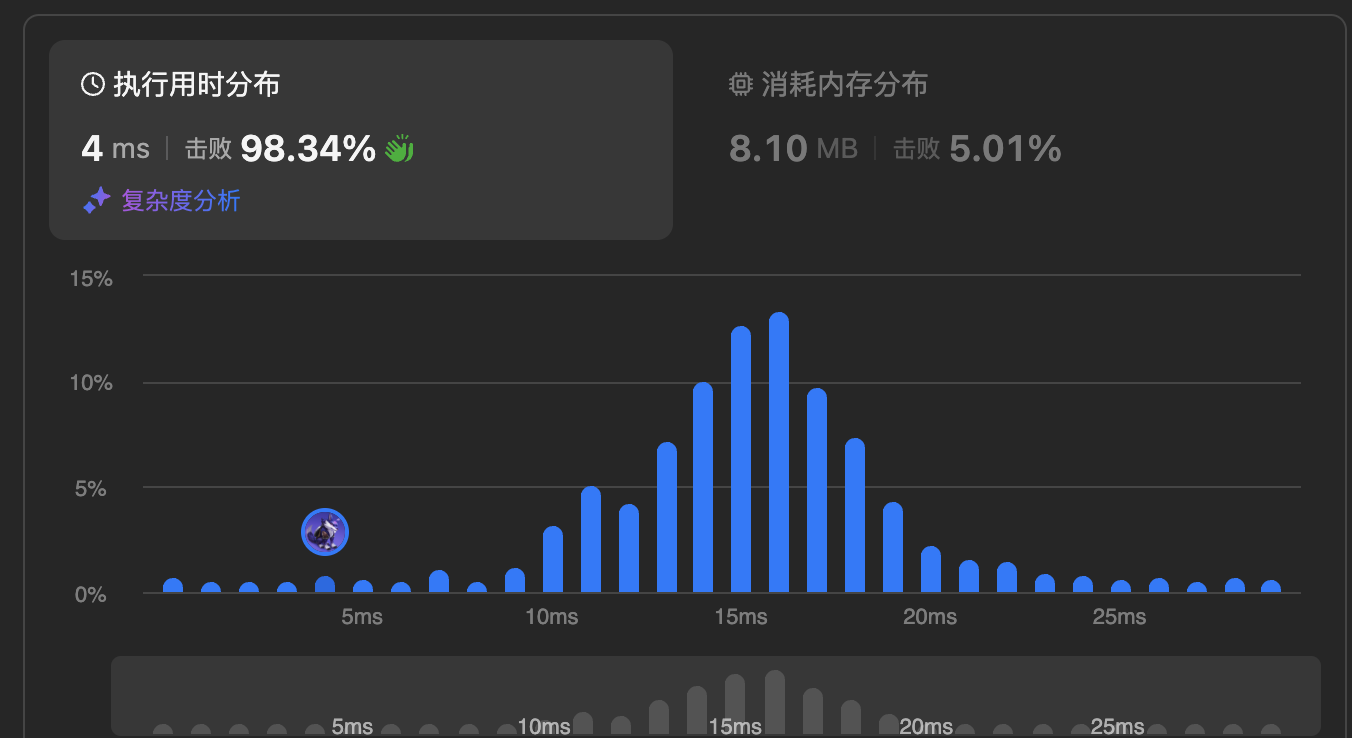 执行用时分布
4 ms | 击败 98.34%
复杂度分析
消耗内存分布
8.10 MB | 击败 5.01%
15%
10%
5%
0%
5ms 10ms 15ms 20ms 25ms
5ms 10ms 15ms 20ms 25ms